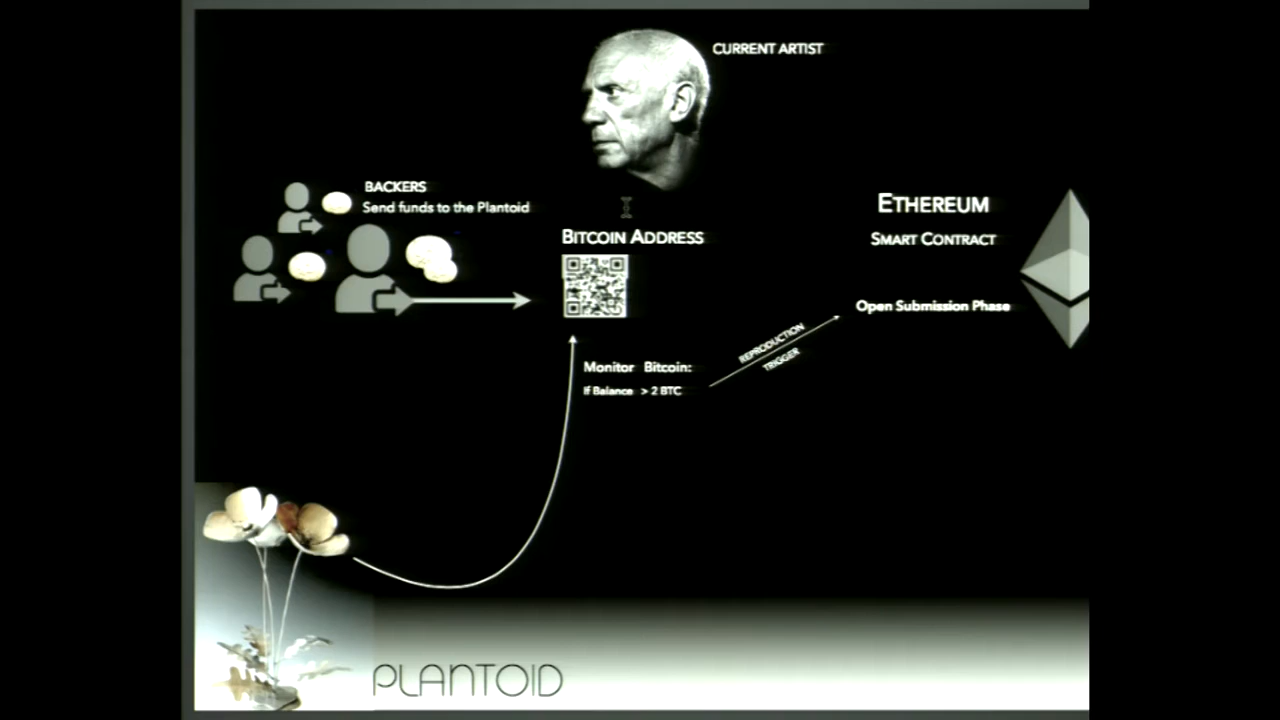 CURRENT ARTIST
BACKERS
Send funds to the Plantoid
BITCOIN ADDRESS
ETHEREUM
SMART CONTRACT
Open Submission Phase
REPRODUCTION
TRIGGER
Monitor Bitcoin:
If Balance > 2 BTC
PLANTOID